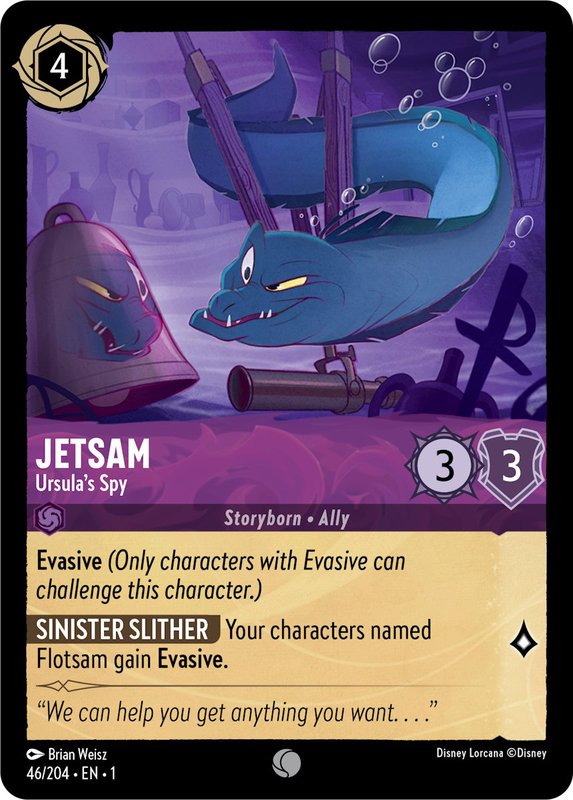 4
JETSAM
Ursula's Spy
3
3
Storyborn • Ally
Evasive (Only characters with Evasive can
challenge this character.)
SINISTER SLITHER Your characters named
Flotsam gain Evasive.
“We can help you get anything you want. . . .”
Brian Weisz
Disney Lorcana ©Disney
46/204 • EN • 1